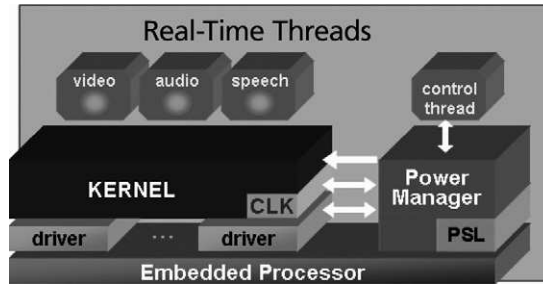 Real-Time Threads
video audio speech
control
thread
KERNEL
CLK
Power
Manager
driver ... driver
PSL
Embedded Processor